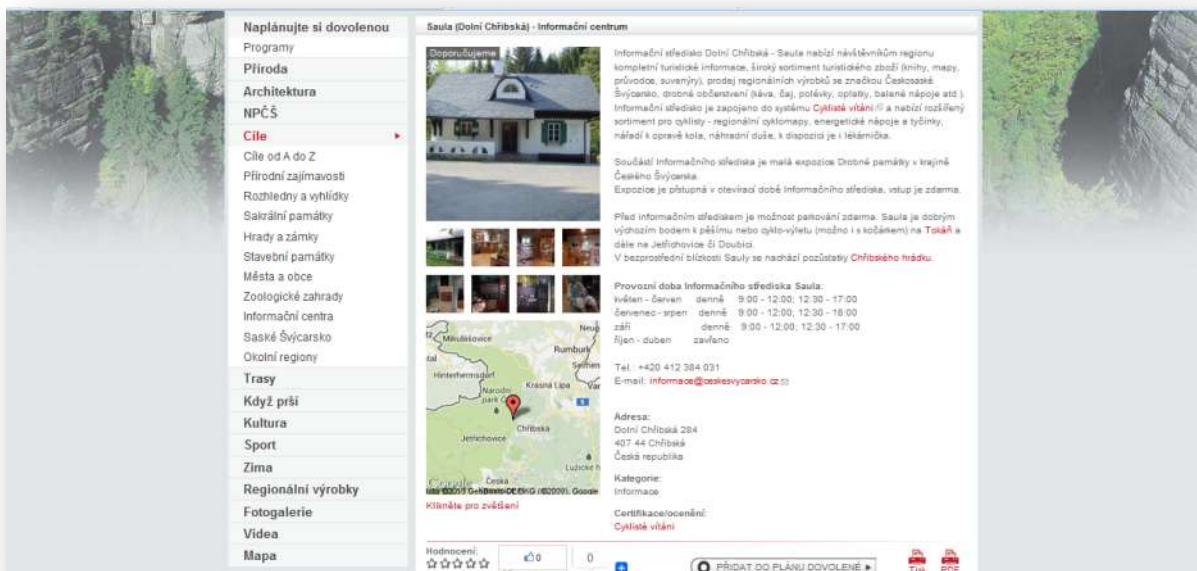 Naplánujte si dovolenou
Programy
Příroda
Architektura
NPČŠ
Cíle
Cíle od A do Z
Přírodní zajímavosti
Rozhledny a vyhlídky
Sakrální památky
Hrady a zámky
Stavební památky
Města a obce
Zoologické zahrady
Informační centra
Saské Švýcarsko
Okolní regiony
Trasy
Když prší
Kultura
Sport
Zima
Regionální výrobky
Fotogalerie
Videa
Mapa
Saula (Dolní Chřibská) - Informační centrum
Doporučujeme
Mikulášovice
Rumburk
Hinterhermsdorf
Krásná Lípa
Národní
park
Chřibská
Jetřichovice
Lužické h
Google
Česká
Klikněte pro zvětšení
Informační středisko Dolní Chřibská - Saula nabízí návštěvníkům regionu
kompletní turistické informace, široký sortiment turistického zboží (knihy, mapy,
průvodce, suvenýry), prodej regionálních výrobků se značkou Českosaské
Švýcarsko, drobné občerstvení (káva, čaj, polévky, oplatky, balené nápoje atd.).
Informační středisko je zapojeno do systému Cyklisté vítáni a nabízí rozšířený
sortiment pro cyklisty - regionální cyklomapy, energetické nápoje a tyčinky,
nářadí k opravě kola, náhradní duše, k dispozici je i lékárnička.
Součástí Informačního střediska je malá expozice Drobné památky v krajině
Českého Švýcarska.
Expozice je přístupná v otevírací době Informačního střediska, vstup je zdarma.
Před informačním střediskem je možnost parkování zdarma. Saula je dobrým
výchozím bodem k pěšímu nebo cyklo-výletu (možno i s kočárkem) na Tokáň a
dále na Jetřichovice či Doubici.
V bezprostřední blízkosti Sauly se nachází pozůstatky Chřibského hrádku.
Provozní doba Informačního střediska Saula:
květen - červen denně 9:00 - 12:00; 12:30 - 17:00
červenec - srpen denně 9:00 - 12:00; 12:30 - 18:00
září denně 9:00 - 12:00; 12:30 - 17:00
říjen - duben zavřeno
Tel.: +420 412 384 031
E-mail: informace@ceskesvycarsko.cz
Adresa:
Dolní Chřibská 284
407 44 Chřibská
Česká republika
Kategorie:
Informace
Certifikace/ocenění:
Cyklisté vítáni
Hodnocení:
0
0
PŘIDAT DO PLÁNU DOVOLENÉ
Tisk
PDF